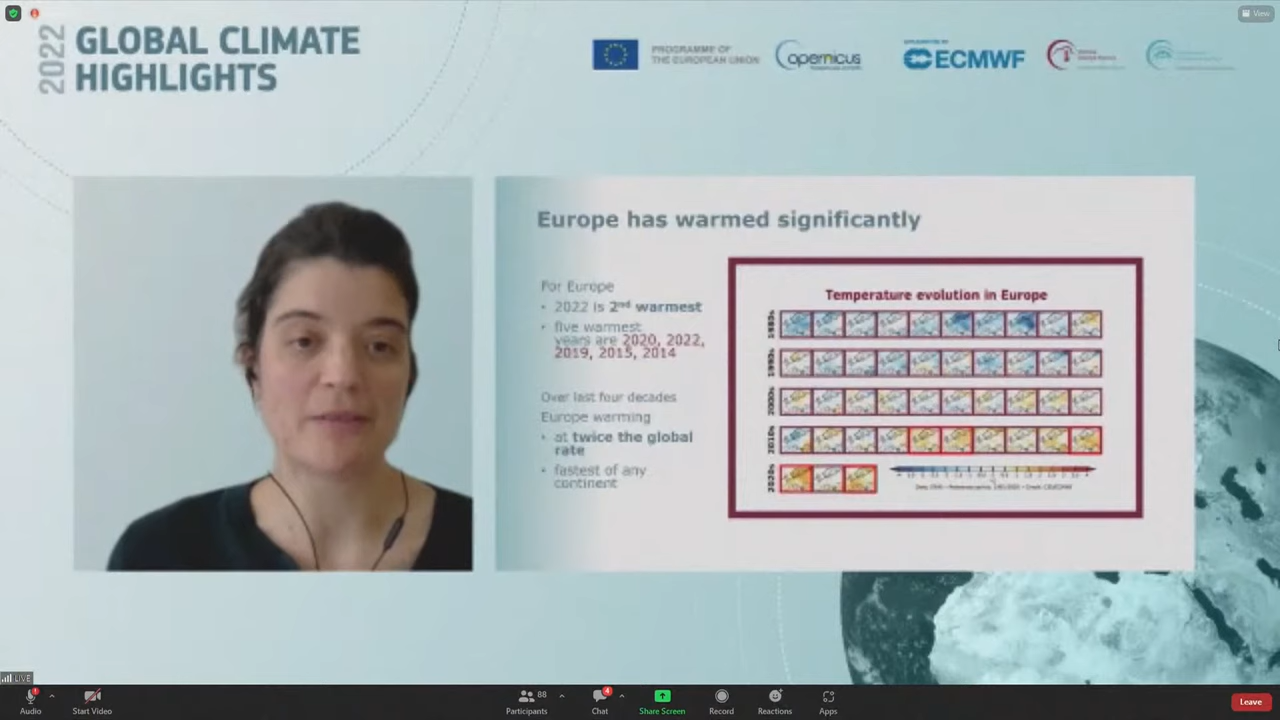 View
2022
GLOBAL CLIMATE
HIGHLIGHTS
PROGRAMME OF
THE EUROPEAN UNION
opernicus
IMPLEMENTED BY
ECMWF
Europe has warmed significantly
For Europe
• 2022 is 2nd warmest
• five warmest
years are 2020, 2022,
2019, 2015, 2014
Over last four decades
Europe warming
• at twice the global
rate
• fastest of any
continent
Temperature evolution in Europe
1980s
1990s
2000s
2010s
2020s
LIVE
Audio
Start Video
88
Participants
4
Chat
Share Screen
Record
Reactions
Apps
Leave